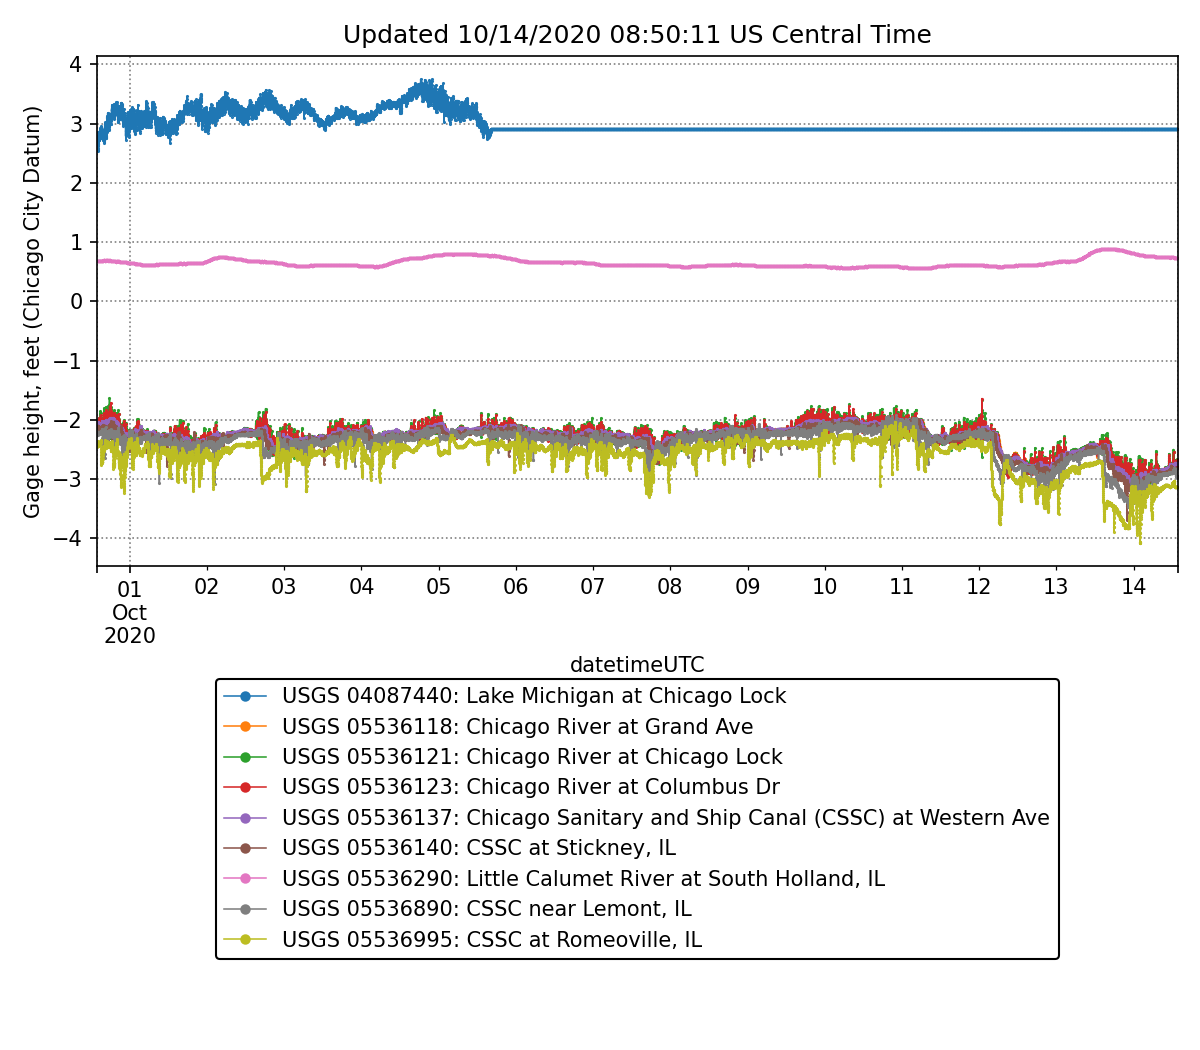 Updated 10/14/2020 08:50:11 US Central Time
Gage height, feet (Chicago City Datum)
4
3
2
1
0
−1
−2
−3
−4
01 02 03 04 05 06 07 08 09 10 11 12 13 14
Oct
2020
datetimeUTC
USGS 04087440: Lake Michigan at Chicago Lock
USGS 05536118: Chicago River at Grand Ave
USGS 05536121: Chicago River at Chicago Lock
USGS 05536123: Chicago River at Columbus Dr
USGS 05536137: Chicago Sanitary and Ship Canal (CSSC) at Western Ave
USGS 05536140: CSSC at Stickney, IL
USGS 05536290: Little Calumet River at South Holland, IL
USGS 05536890: CSSC near Lemont, IL
USGS 05536995: CSSC at Romeoville, IL